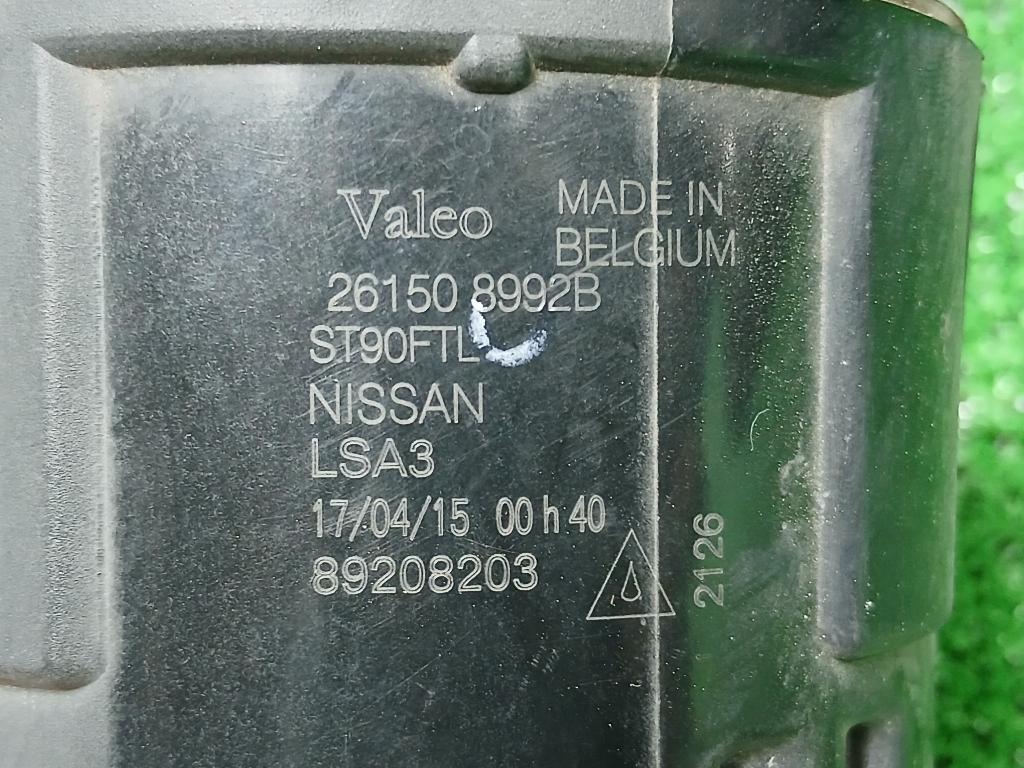 Valeo
MADE IN
BELGIUM
26150 8992B
ST90FTL
NISSAN
LSA3
17/04/15 00 h 40
89208203
2126